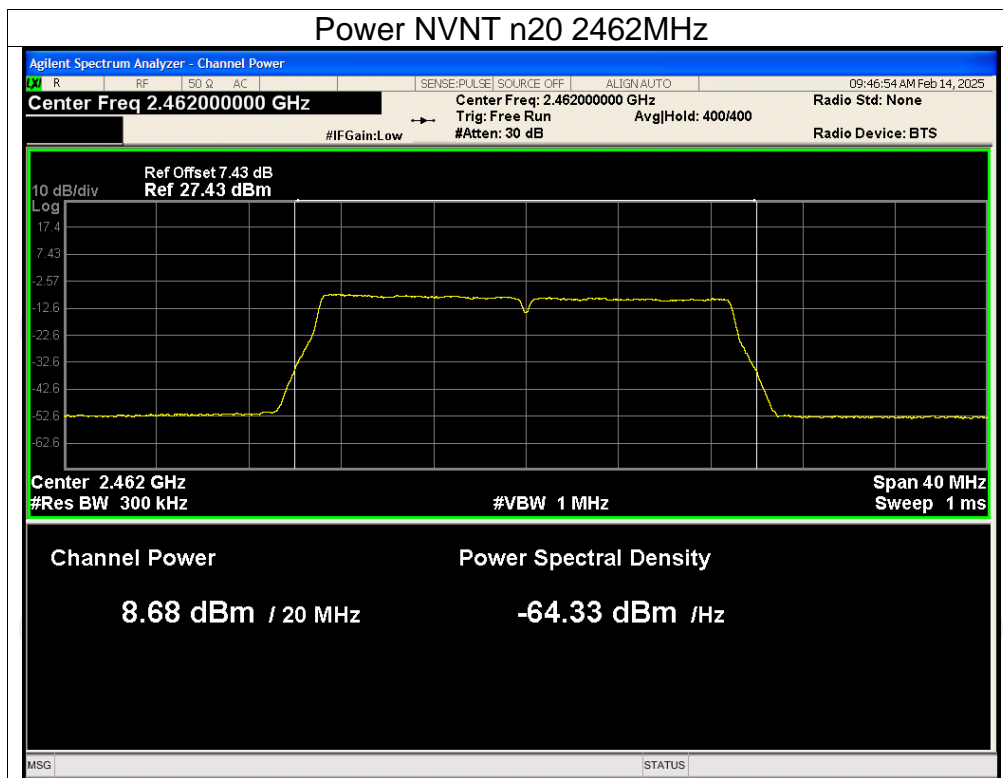 Power NVNT n20 2462MHz
Agilent Spectrum Analyzer - Channel Power
LXI R RF 50 Ω AC SENSE:PULSE SOURCE OFF ALIGN AUTO 09:46:54 AM Feb 14, 2025
Center Freq 2.462000000 GHz
Center Freq: 2.462000000 GHz
Radio Std: None
Trig: Free Run Avg|Hold: 400/400
#IFGain:Low #Atten: 30 dB Radio Device: BTS
Ref Offset 7.43 dB
10 dB/div Ref 27.43 dBm
Log
17.4
7.43
-2.57
-12.6
-22.6
-32.6
-42.6
-52.6
-62.6
Center 2.462 GHz Span 40 MHz
#Res BW 300 kHz #VBW 1 MHz Sweep 1 ms
Channel Power Power Spectral Density
8.68 dBm / 20 MHz -64.33 dBm /Hz
MSG STATUS